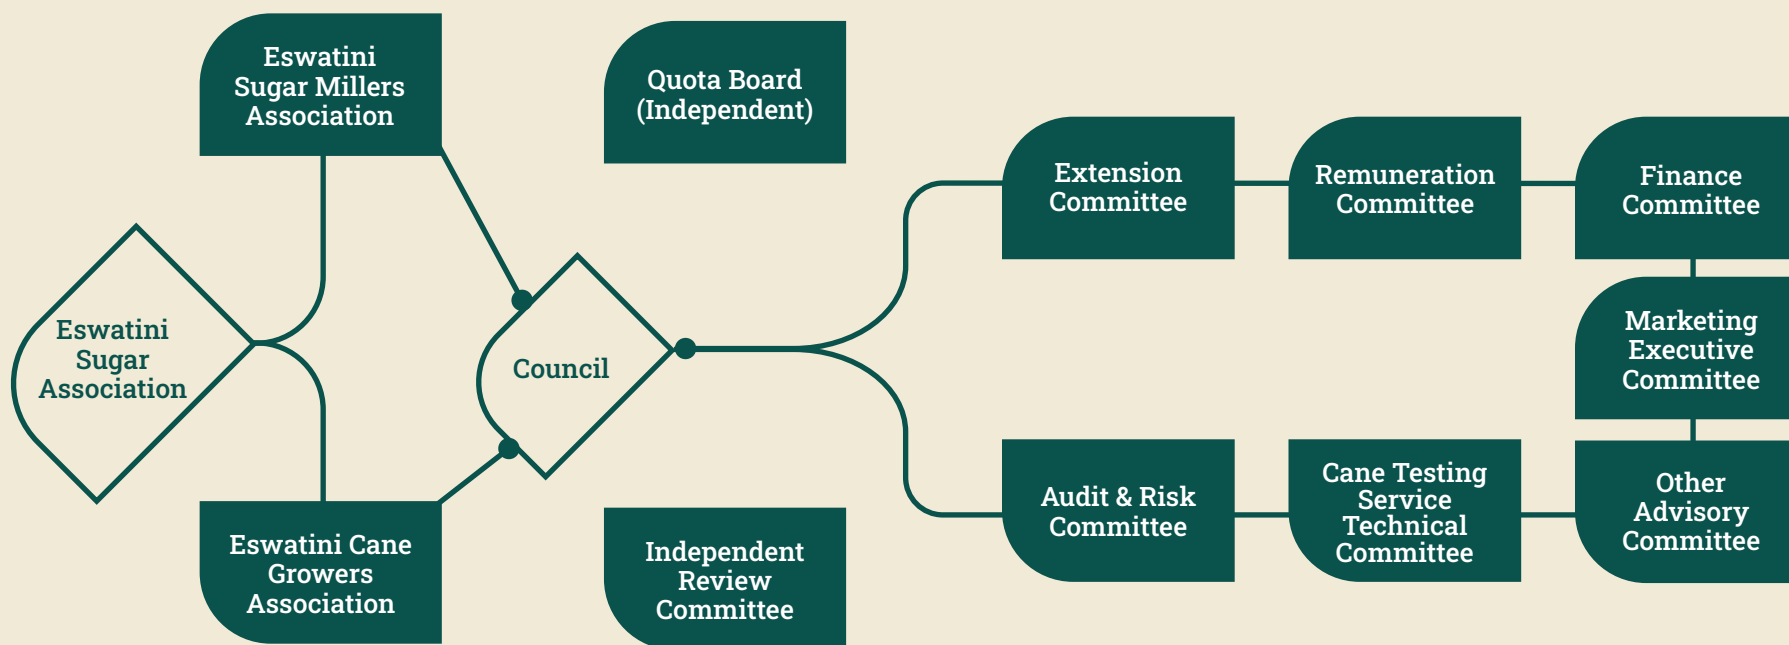 Eswatini
Sugar Millers
Association
Quota Board
(Independent)
Extension
Committee
Remuneration
Committee
Finance
Committee
Eswatini
Sugar
Association
Council
Marketing
Executive
Committee
Eswatini Cane
Growers
Association
Independent
Review
Committee
Audit & Risk
Committee
Cane Testing
Service
Technical
Committee
Other
Advisory
Committee